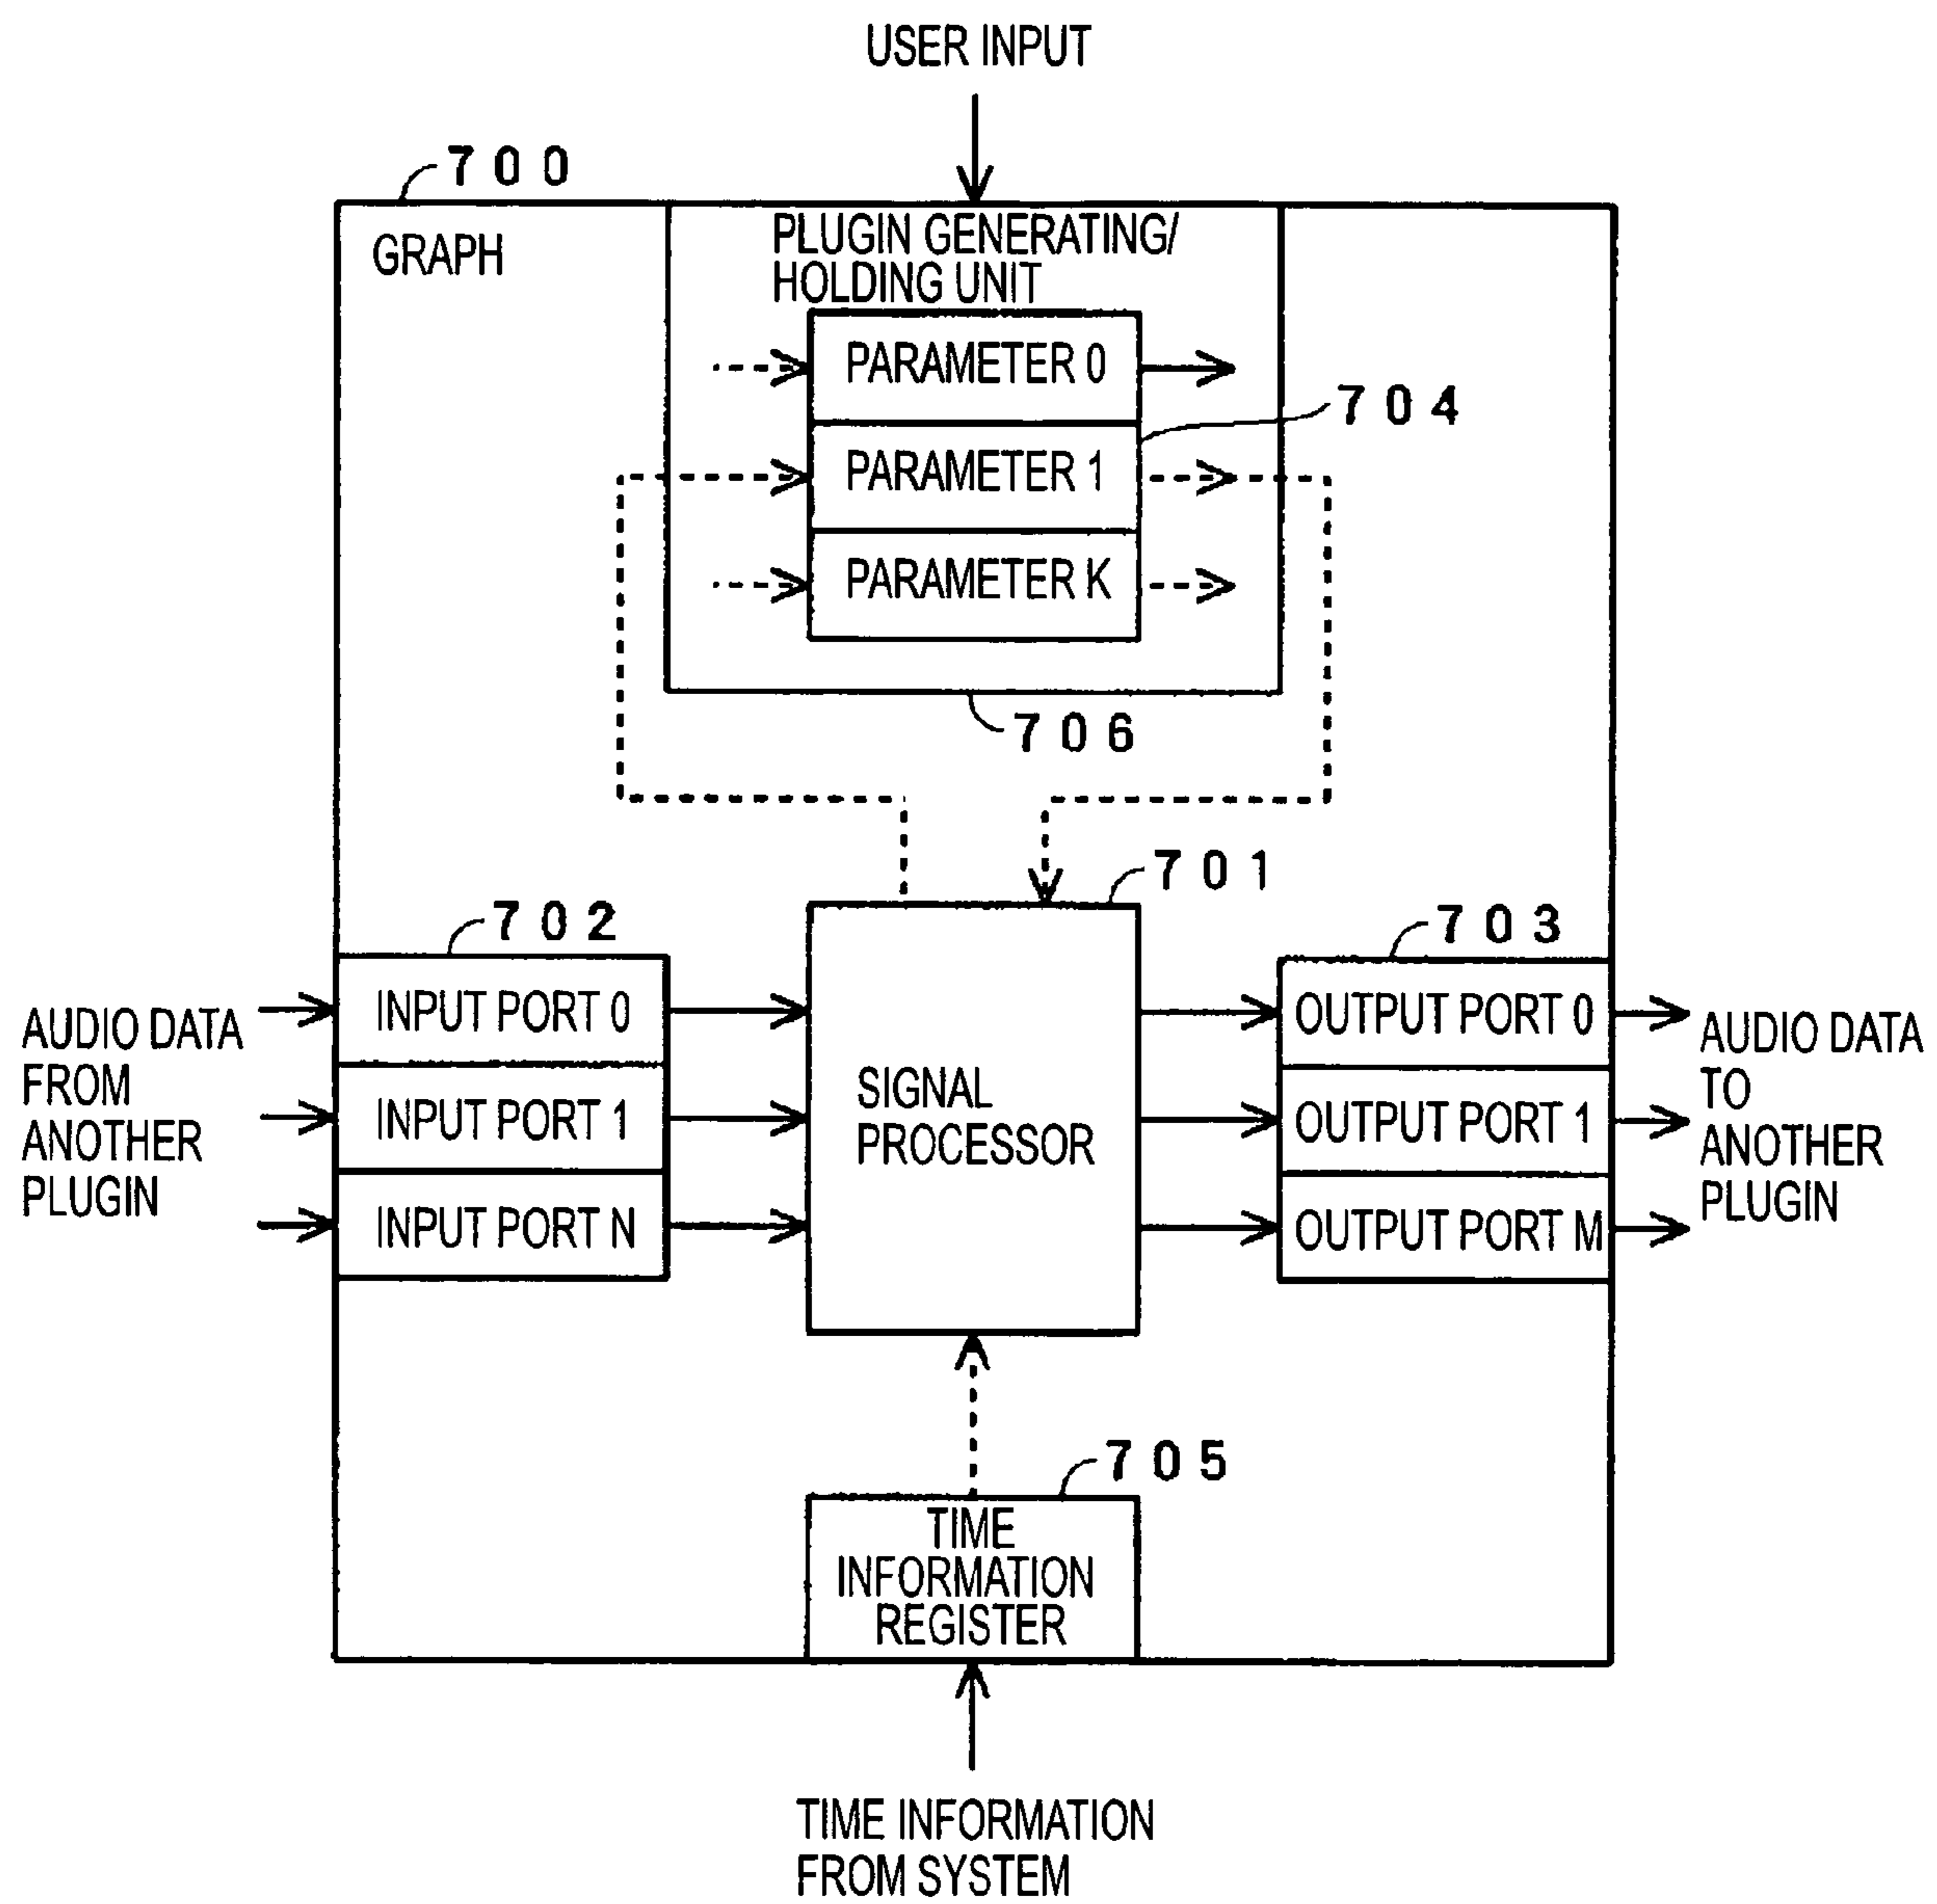 USER INPUT
700
GRAPH
PLUGIN GENERATING/
HOLDING UNIT
PARAMETER 0
704
PARAMETER 1
PARAMETER K
706
701
702
703
INPUT PORT 0
OUTPUT PORT 0
AUDIO DATA
FROM
ANOTHER
PLUGIN
INPUT PORT 1
INPUT PORT N
SIGNAL
PROCESSOR
OUTPUT PORT 1
OUTPUT PORT M
AUDIO DATA
TO
ANOTHER
PLUGIN
705
TIME
INFORMATION
REGISTER
TIME INFORMATION
FROM SYSTEM